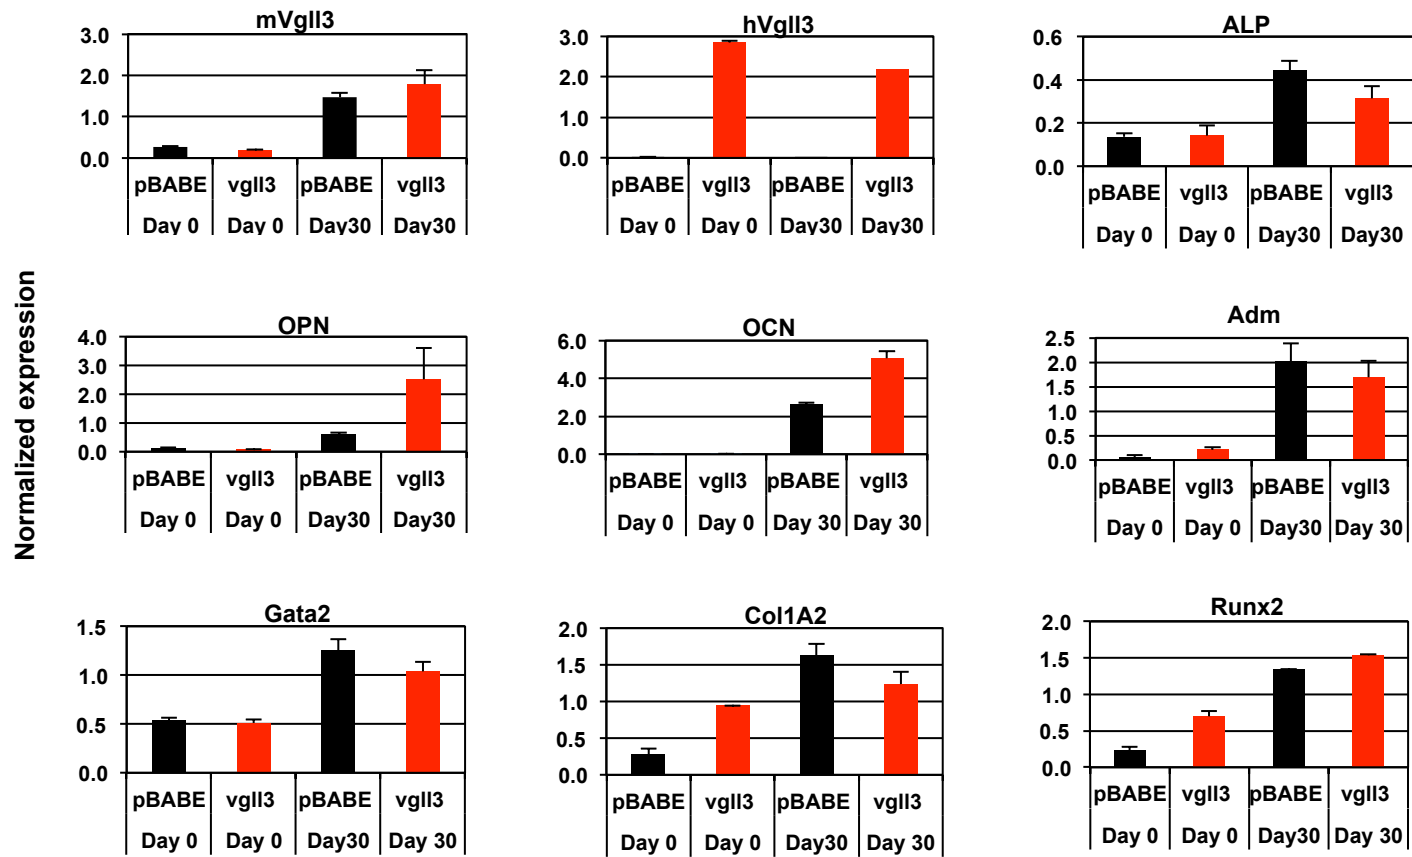 Normalized expression
mVgll3
3.0
2.0
1.0
0.0
pBABE vgll3 pBABE vgll3
Day 0 Day 0 Day30 Day30
hVgll3
3.0
2.0
1.0
0.0
pBABE vgll3 pBABE vgll3
Day 0 Day 0 Day30 Day30
ALP
0.6
0.4
0.2
0.0
pBABE vgll3 pBABE vgll3
Day 0 Day 0 Day30 Day30
OPN
4.0
3.0
2.0
1.0
0.0
pBABE vgll3 pBABE vgll3
Day 0 Day 0 Day30 Day 30
OCN
6.0
4.0
2.0
0.0
pBABE vgll3 pBABE vgll3
Day 0 Day 0 Day 30 Day 30
Adm
2.5
2.0
1.5
1.0
0.5
0.0
pBABE vgll3 pBABE vgll3
Day 0 Day 0 Day30 Day 30
Gata2
1.5
1.0
0.5
0.0
pBABE vgll3 pBABE vgll3
Day 0 Day 0 Day30 Day 30
Col1A2
2.0
1.5
1.0
0.5
0.0
pBABE vgll3 pBABE vgll3
Day 0 Day 0 Day30 Day 30
Runx2
2.0
1.5
1.0
0.5
0.0
pBABE vgll3 pBABE vgll3
Day 0 Day 0 Day30 Day 30